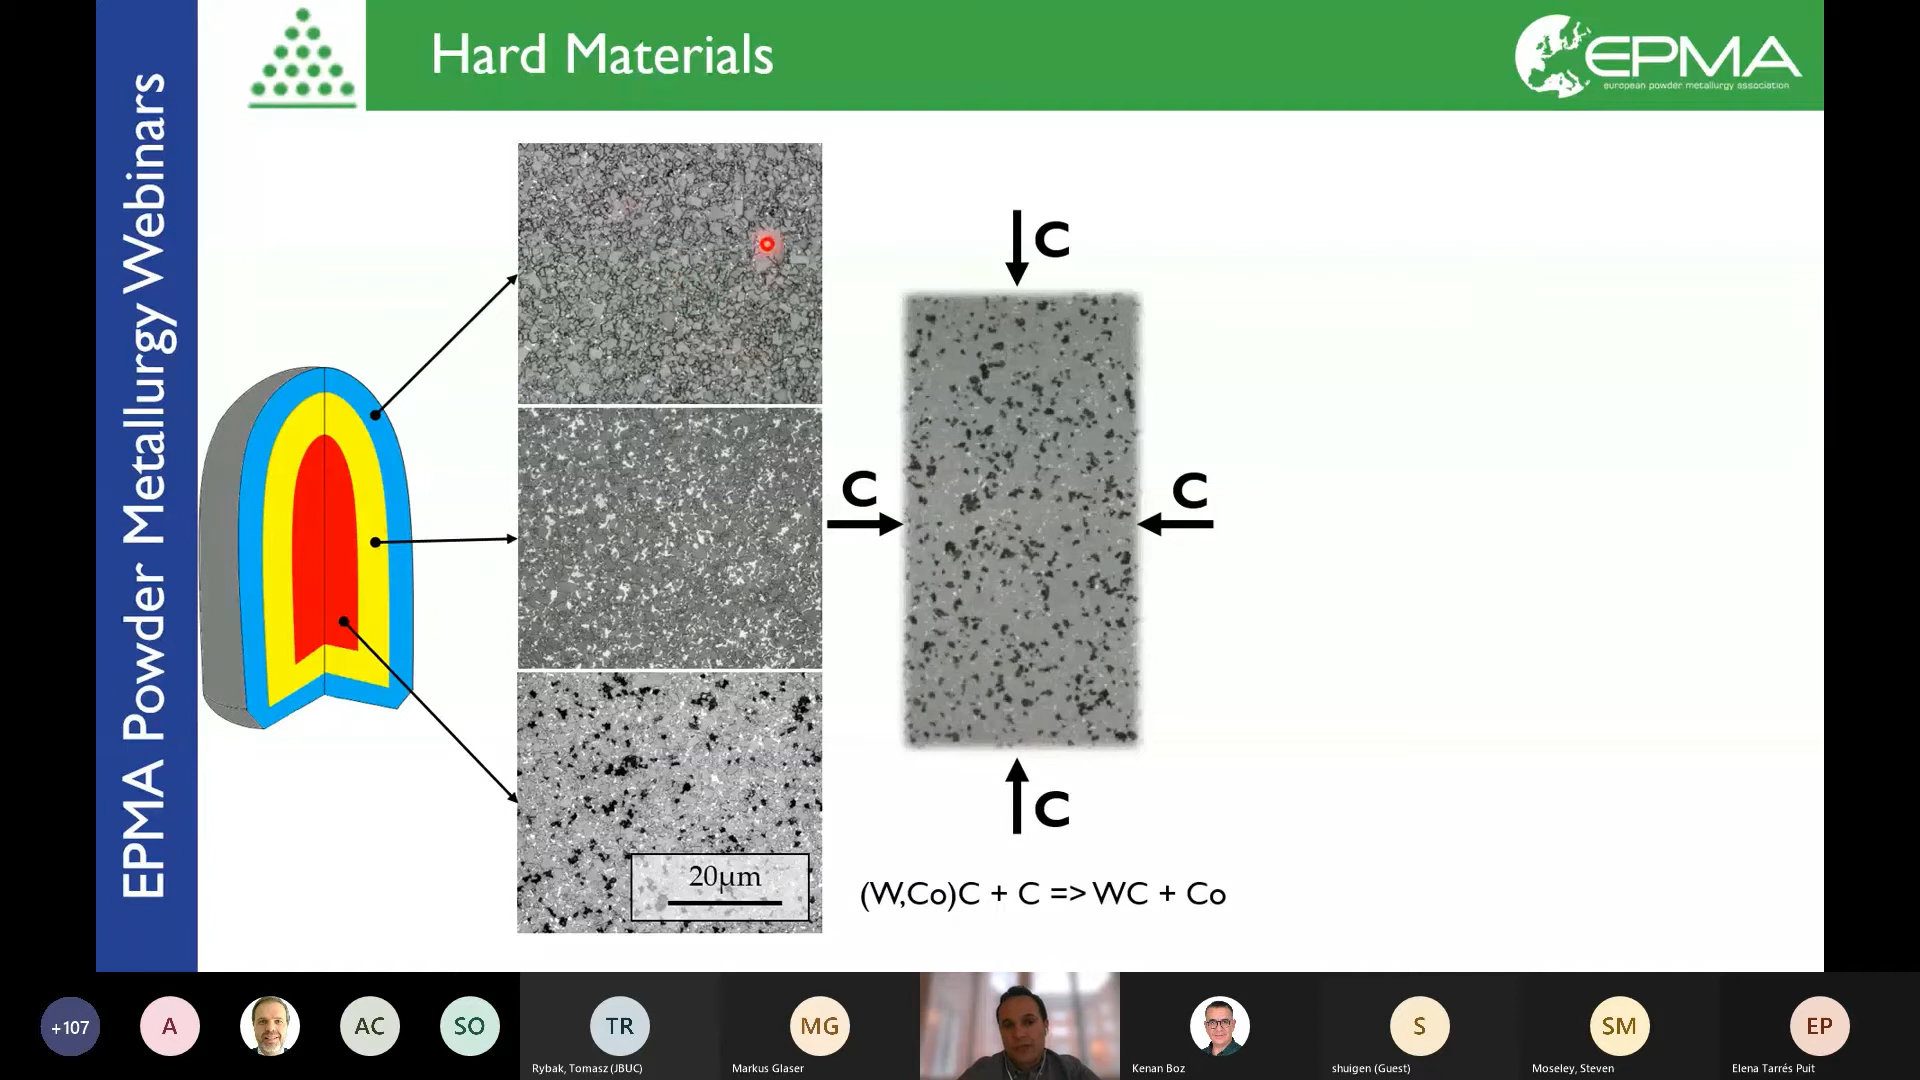 EPMA Powder Metallurgy Webinars
Hard Materials
EPMA
european powder metallurgy association
C
C
C
C
20μm
(W,Co)C + C => WC + Co
+107
A
AC
SO
TR
MG
S
SM
EP
Rybak, Tomasz (JBUC)
Markus Glaser
Kenan Boz
shuigen (Guest)
Moseley, Steven
Elena Tarrés Puit